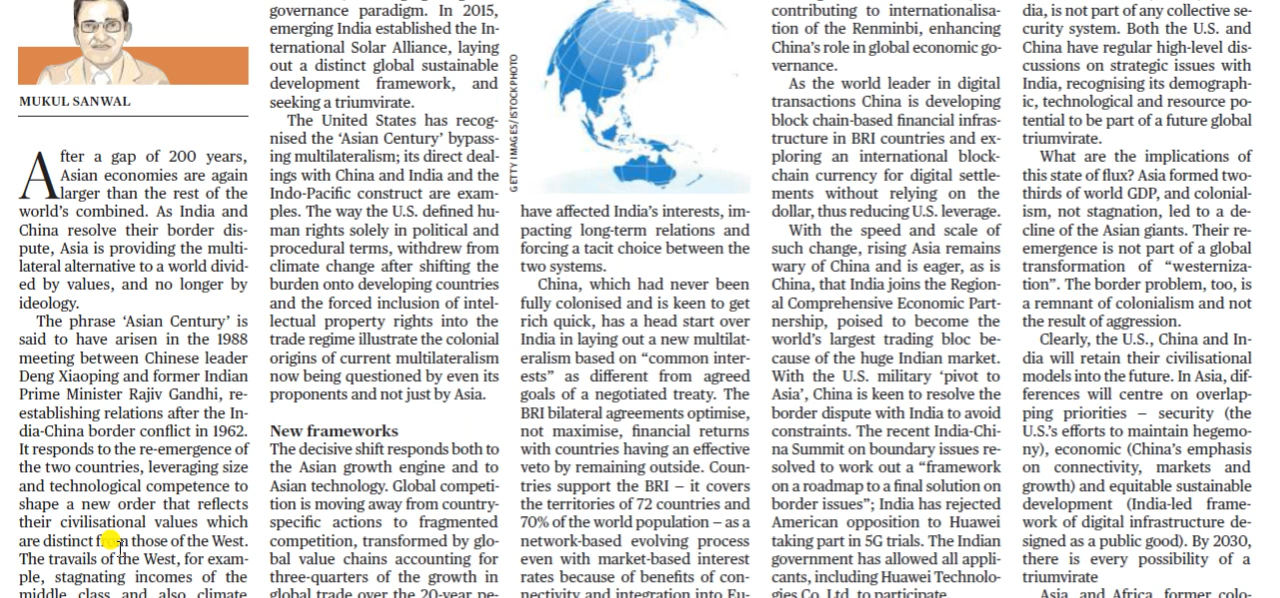 MUKUL SANWAL
After a gap of 200 years,
Asian economies are again
larger than the rest of the
world's combined. As India and
China resolve their border dis-
pute, Asia is providing the multi-
lateral alternative to a world divid-
ed by values, and no longer by
ideology.
The phrase 'Asian Century' is
said to have arisen in the 1988
meeting between Chinese leader
Deng Xiaoping and former Indian
Prime Minister Rajiv Gandhi, re-
establishing relations after the In-
dia-China border conflict in 1962.
It responds to the re-emergence of
the two countries, leveraging size
and technological competence to
shape a new order that reflects
their civilisational values which
are distinct from those of the West.
The travails of the West, for exam-
ple, stagnating incomes of the
middle class and also climate
governance paradigm. In 2015,
emerging India established the In-
ternational Solar Alliance, laying
out a distinct global sustainable
development framework, and
seeking a triumvirate.
The United States has recog-
nised the 'Asian Century' bypass-
ing multilateralism; its direct deal-
ings with China and India and the
Indo-Pacific construct are exam-
ples. The way the U.S. defined hu-
man rights solely in political and
procedural terms, withdrew from
climate change after shifting the
burden onto developing countries
and the forced inclusion of intel-
lectual property rights into the
trade regime illustrate the colonial
origins of current multilateralism
now being questioned by even its
proponents and not just by Asia.
New frameworks
The decisive shift responds both to
the Asian growth engine and to
Asian technology. Global competi-
tion is moving away from country-
specific actions to fragmented
competition, transformed by glo-
bal value chains accounting for
three-quarters of the growth in
global trade over the 20-year pe-
GETTY IMAGES/ISTOCKPHOTO
have affected India's interests, im-
pacting long-term relations and
forcing a tacit choice between the
two systems.
China, which had never been
fully colonised and is keen to get
rich quick, has a head start over
India in laying out a new multilat-
eralism based on "common inter-
ests" as different from agreed
goals of a negotiated treaty. The
BRI bilateral agreements optimise,
not maximise, financial returns
with countries having an effective
veto by remaining outside. Coun-
tries support the BRI – it covers
the territories of 72 countries and
70% of the world population – as a
network-based evolving process
even with market-based interest
rates because of benefits of con-
nectivity and integration into Eu-
contributing to internationalisa-
tion of the Renminbi, enhancing
China's role in global economic go-
vernance.
As the world leader in digital
transactions China is developing
block chain-based financial infras-
tructure in BRI countries and ex-
ploring an international block-
chain currency for digital settle-
ments without relying on the
dollar, thus reducing U.S. leverage.
With the speed and scale of
such change, rising Asia remains
wary of China and is eager, as is
China, that India joins the Region-
al Comprehensive Economic Part-
nership, poised to become the
world's largest trading bloc be-
cause of the huge Indian market.
With the U.S. military 'pivot to
Asia', China is keen to resolve the
border dispute with India to avoid
constraints. The recent India-Chi-
na Summit on boundary issues re-
solved to work out a "framework
on a roadmap to a final solution on
border issues"; India has rejected
American opposition to Huawei
taking part in 5G trials. The Indian
goverment has allowed all appli-
cants, including Huawei Technolo-
gies Co. Ltd, to participate.
dia, is not part of any collective se-
curity system. Both the U.S. and
China have regular high-level dis-
cussions on strategic issues with
India, recognising its demograph-
ic, technological and resource po-
tential to be part of a future global
triumvirate.
What are the implications of
this state of flux? Asia formed two-
thirds of world GDP, and colonial-
ism, not stagnation, led to a de-
cline of the Asian giants. Their re-
emergence is not part of a global
transformation of "westerniza-
tion". The border problem, too, is
a remnant of colonialism and not
the result of aggression.
Clearly, the U.S., China and In-
dia will retain their civilisational
models into the future. In Asia, dif-
ferences will centre on overlap-
ping priorities – security (the
U.S.'s efforts to maintain hegemo-
ny), economic (China's emphasis
on connectivity, markets and
growth) and equitable sustainable
development (India-led frame-
work of digital infrastructure de-
signed as a public good). By 2030,
there is every possibility of a
triumvirate
Asia, and Africa, former colo-